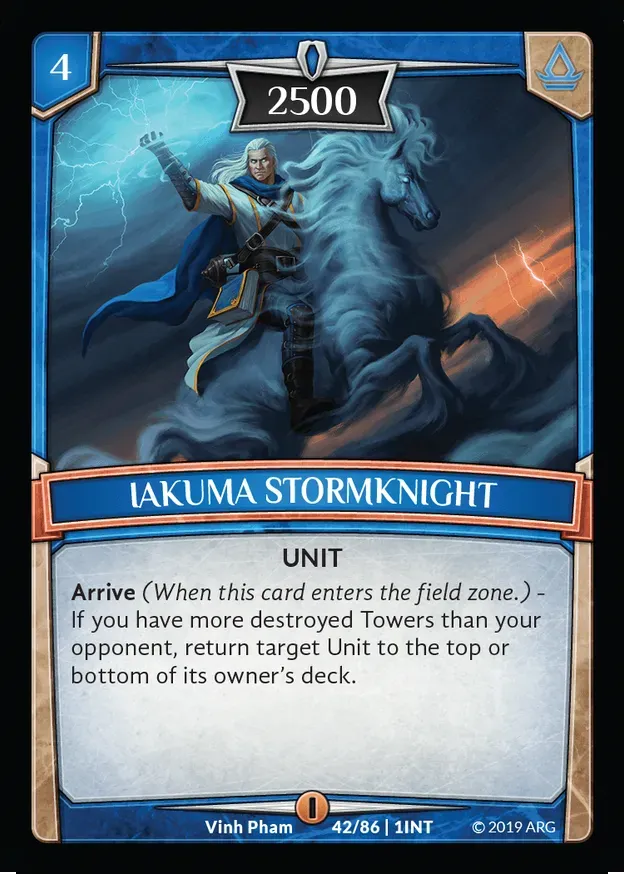 4
2500
IAKUMA STORMKNIGHT
UNIT
Arrive (When this card enters the field zone.) -
If you have more destroyed Towers than your
opponent, return target Unit to the top or
bottom of its owner's deck.
I
Vinh Pham 42/86 | 1INT © 2019 ARG